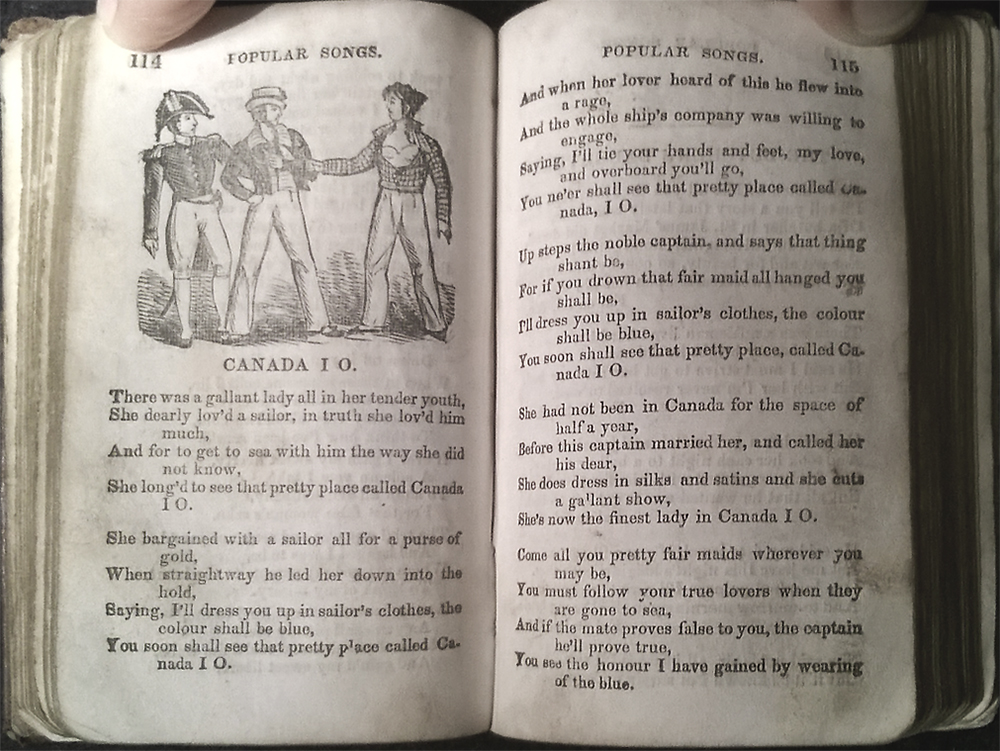 114
POPULAR SONGS.
CANADA I O.
There was a gallant lady all in her tender youth,
She dearly lov'd a sailor, in truth she lov'd him
much,
And for to get to sea with him the way she did
not know,
She long'd to see that pretty place called Canada
I O.
She bargained with a sailor all for a purse of
gold,
When straightway he led her down into the
hold,
Saying, I'll dress you up in sailor's clothes, the
colour shall be blue,
You soon shall see that pretty place called Ca-
nada I O.
POPULAR SONGS.
115
And when her lover heard of this he flew into
a rage,
And the whole ship's company was willing to
engage,
Saying, I'll tie your hands and feet, my love,
and overboard you'll go,
You ne'er shall see that pretty place called Ca-
nada, I O.
Up steps the noble captain, and says that thing
shant be,
For if you drown that fair maid all hanged you
shall be,
I'll dress you up in sailor's clothes, the colour
shall be blue,
You soon shall see that pretty place, called Ca-
nada I O.
She had not been in Canada for the space of
half a year,
Before this captain married her, and called her
his dear,
She does dress in silks and satins and she cuts
a ga'lant show,
She's now the finest lady in Canada I O.
Come all you pretty fair maids wherever you
may be,
You must follow your true lovers when they
are gone to sea,
And if the mate proves false to you, the captain
he'll prove true,
You see the honour I have gained by wearing
of the blue.